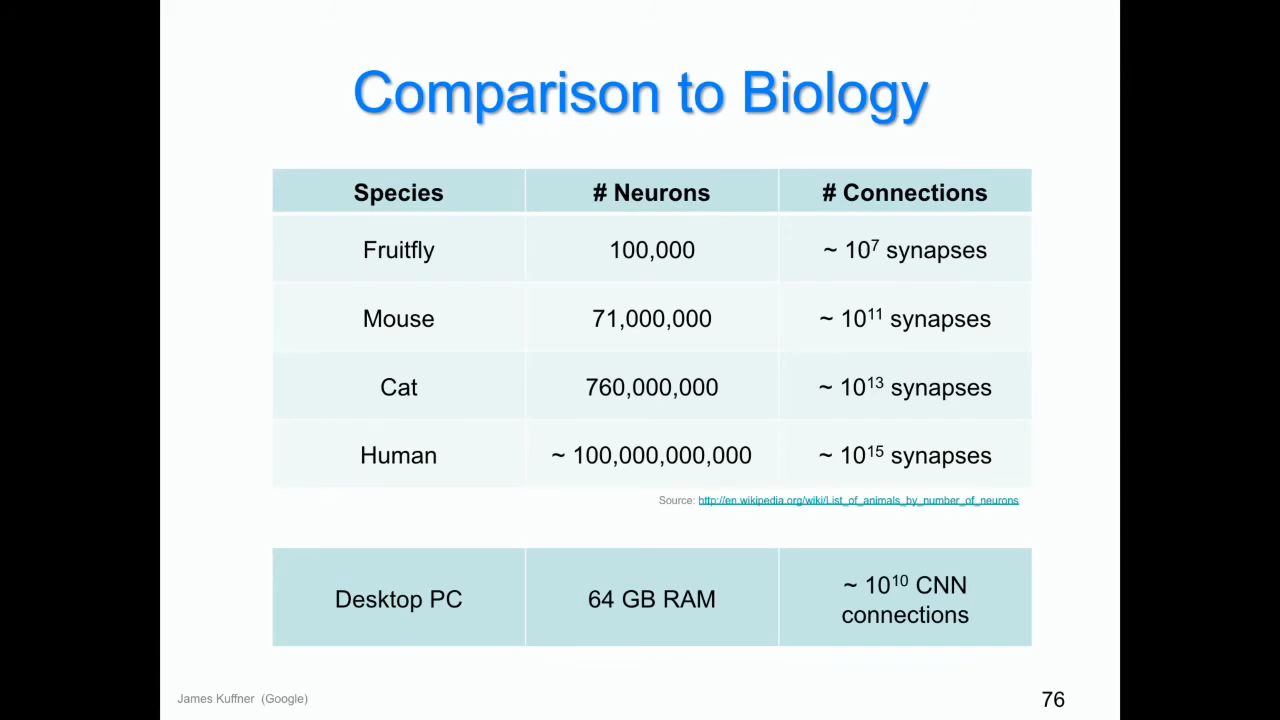 Comparison to Biology
Species # Neurons # Connections
Fruitfly 100,000 ~ 10⁷ synapses
Mouse 71,000,000 ~ 10¹¹ synapses
Cat 760,000,000 ~ 10¹³ synapses
Human ~ 100,000,000,000 ~ 10¹⁵ synapses
Source: http://en.wikipedia.org/wiki/List_of_animals_by_number_of_neurons
Desktop PC 64 GB RAM ~ 10¹⁰ CNN
connections
James Kuffner (Google) 76